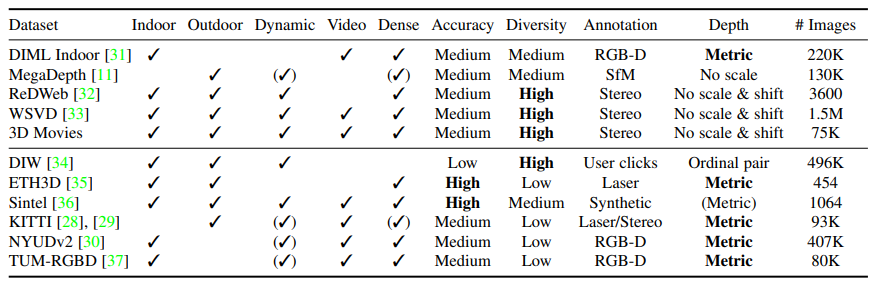 Dataset Indoor Outdoor Dynamic Video Dense Accuracy Diversity Annotation Depth # Images
DIML Indoor [31] ✓ ✓ ✓ Medium Medium RGB-D Metric 220K
MegaDepth [11] ✓ (✓) (✓) Medium Medium SfM No scale 130K
ReDWeb [32] ✓ ✓ ✓ ✓ Medium High Stereo No scale & shift 3600
WSVD [33] ✓ ✓ ✓ ✓ ✓ Medium High Stereo No scale & shift 1.5M
3D Movies ✓ ✓ ✓ ✓ ✓ Medium High Stereo No scale & shift 75K
DIW [34] ✓ ✓ ✓ Low High User clicks Ordinal pair 496K
ETH3D [35] ✓ ✓ ✓ High Low Laser Metric 454
Sintel [36] ✓ ✓ ✓ ✓ ✓ High Medium Synthetic (Metric) 1064
KITTI [28], [29] ✓ (✓) ✓ (✓) Medium Low Laser/Stereo Metric 93K
NYUDv2 [30] ✓ (✓) ✓ ✓ Medium Low RGB-D Metric 407K
TUM-RGBD [37] ✓ (✓) ✓ ✓ Medium Low RGB-D Metric 80K